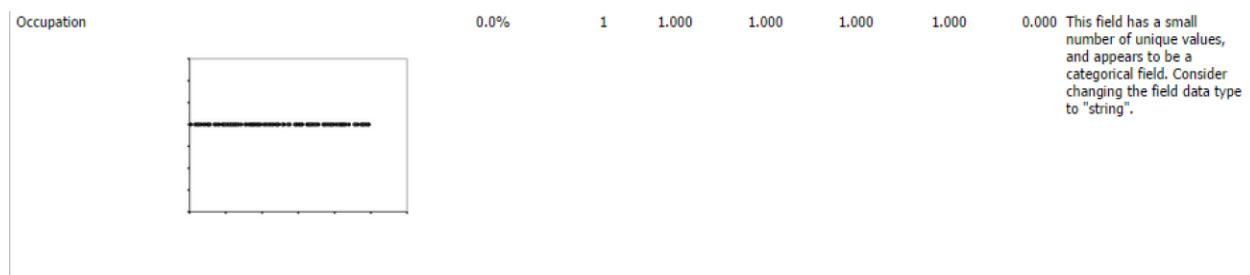 Occupation 0.0% 1 1.000 1.000 1.000 1.000 0.000 This field has a small
number of unique values,
and appears to be a
categorical field. Consider
changing the field data type
to "string".